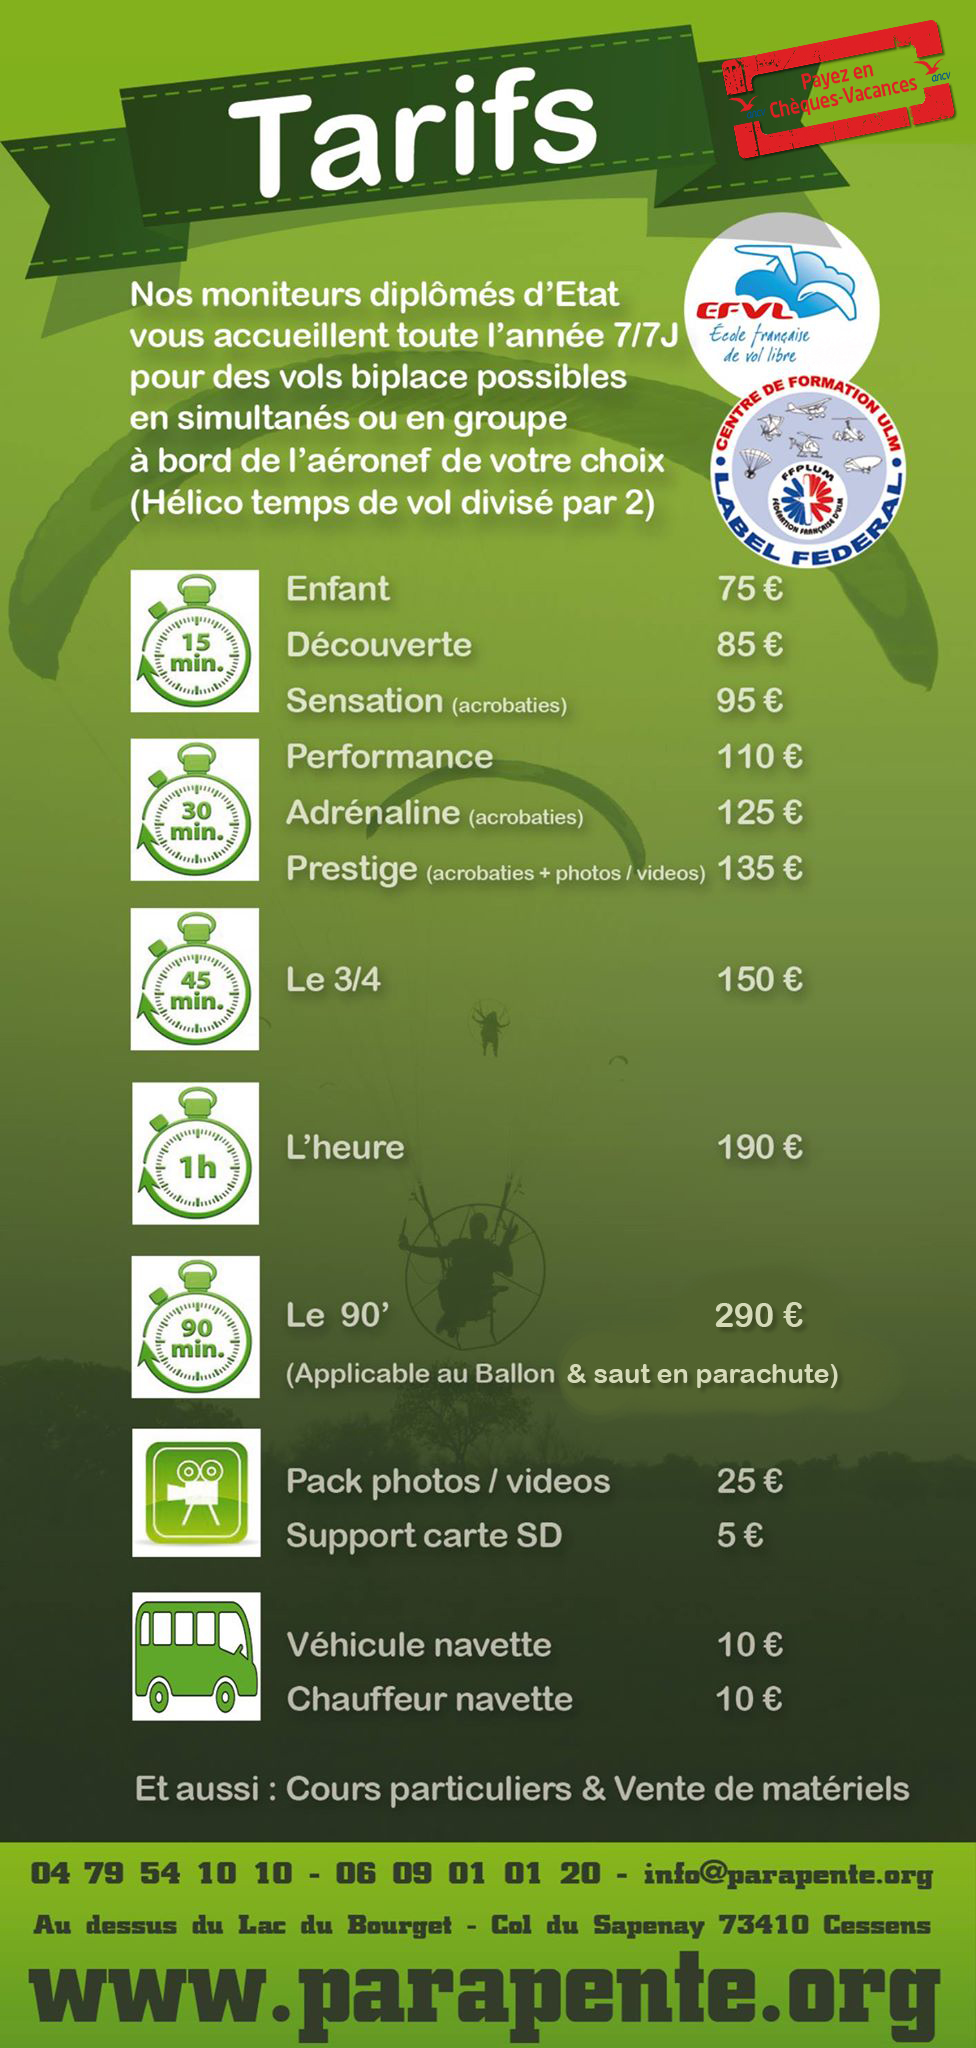 Tarifs
Payez en
Chèques-Vacances
ancv
Nos moniteurs diplômés d'Etat
vous accueillent toute l'année 7/7J
pour des vols biplace possibles
en simultanés ou en groupe
à bord de l'aéronef de votre choix
(Hélico temps de vol divisé par 2)
EFVL
École française
de vol libre
CENTRE DE FORMATION ULM
FFPLUM
FÉDÉRATION FRANÇAISE D'ULM
LABEL FEDERAL
15
min.
Enfant 75 €
Découverte 85 €
Sensation (acrobaties) 95 €
30
min.
Performance 110 €
Adrénaline (acrobaties) 125 €
Prestige (acrobaties + photos / videos) 135 €
45
min.
Le 3/4 150 €
1h
L'heure 190 €
90
min.
Le 90' 290 €
(Applicable au Ballon & saut en parachute)
Pack photos / videos 25 €
Support carte SD 5 €
Véhicule navette 10 €
Chauffeur navette 10 €
Et aussi : Cours particuliers & Vente de matériels
04 79 54 10 10 - 06 09 01 01 20 - info@parapente.org
Au dessus du Lac du Bourget - Col du Sapenay 73410 Cessens
www.parapente.org